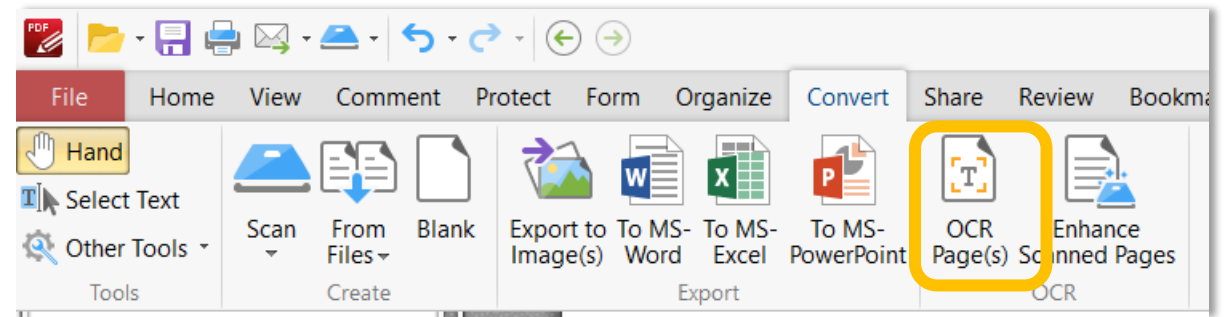 PDF
File Home View Comment Protect Form Organize Convert Share Review Bookma
Hand
Select Text
Other Tools
Tools
Scan From Files Blank
Create
Export to Image(s) To MS-Word To MS-Excel To MS-PowerPoint
W X P
Export
T
OCR Page(s) Enhance Scanned Pages
OCR